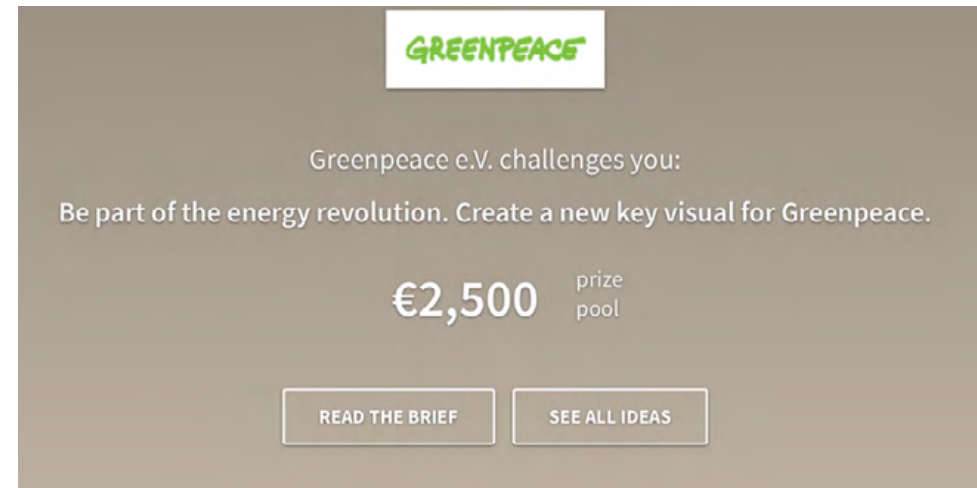 GREENPEACE
Greenpeace e.V. challenges you:
Be part of the energy revolution. Create a new key visual for Greenpeace.
€2,500
prize
pool
READ THE BRIEF
SEE ALL IDEAS